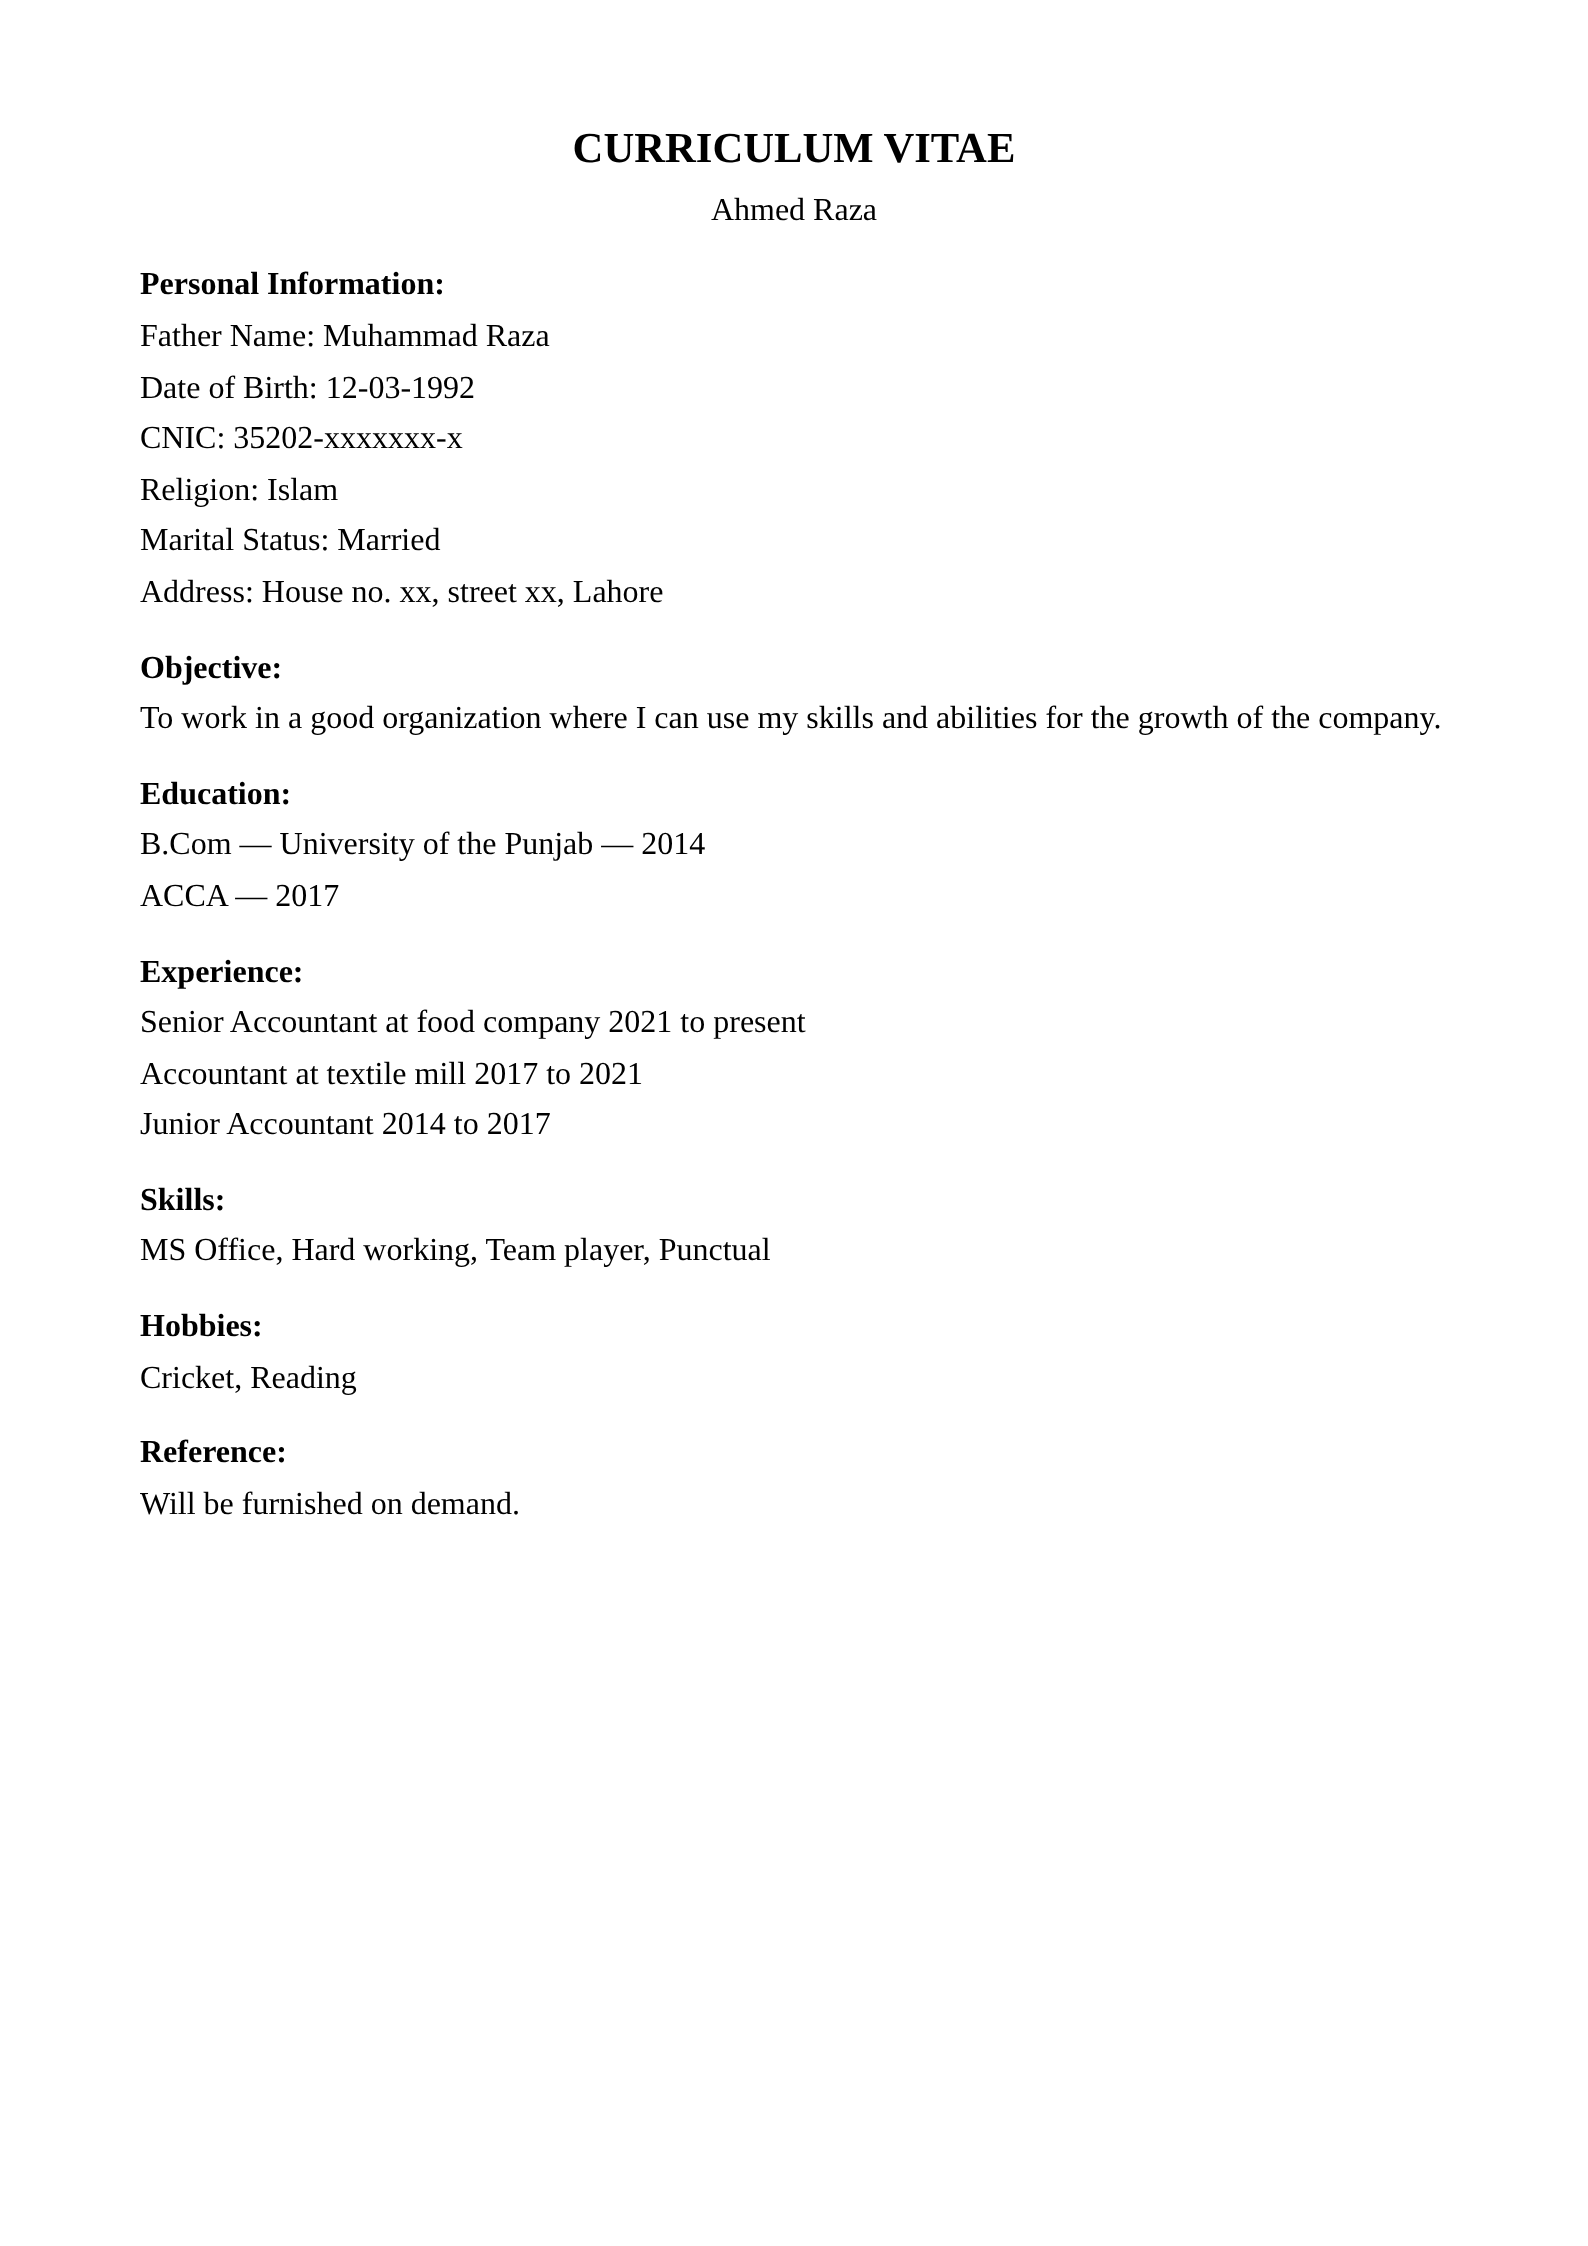 CURRICULUM VITAE
Ahmed Raza
Personal Information:
Father Name: Muhammad Raza
Date of Birth: 12-03-1992
CNIC: 35202-xxxxxxx-x
Religion: Islam
Marital Status: Married
Address: House no. xx, street xx, Lahore
Objective:
To work in a good organization where I can use my skills and abilities for the growth of the company.
Education:
B.Com — University of the Punjab — 2014
ACCA — 2017
Experience:
Senior Accountant at food company 2021 to present
Accountant at textile mill 2017 to 2021
Junior Accountant 2014 to 2017
Skills:
MS Office, Hard working, Team player, Punctual
Hobbies:
Cricket, Reading
Reference:
Will be furnished on demand.